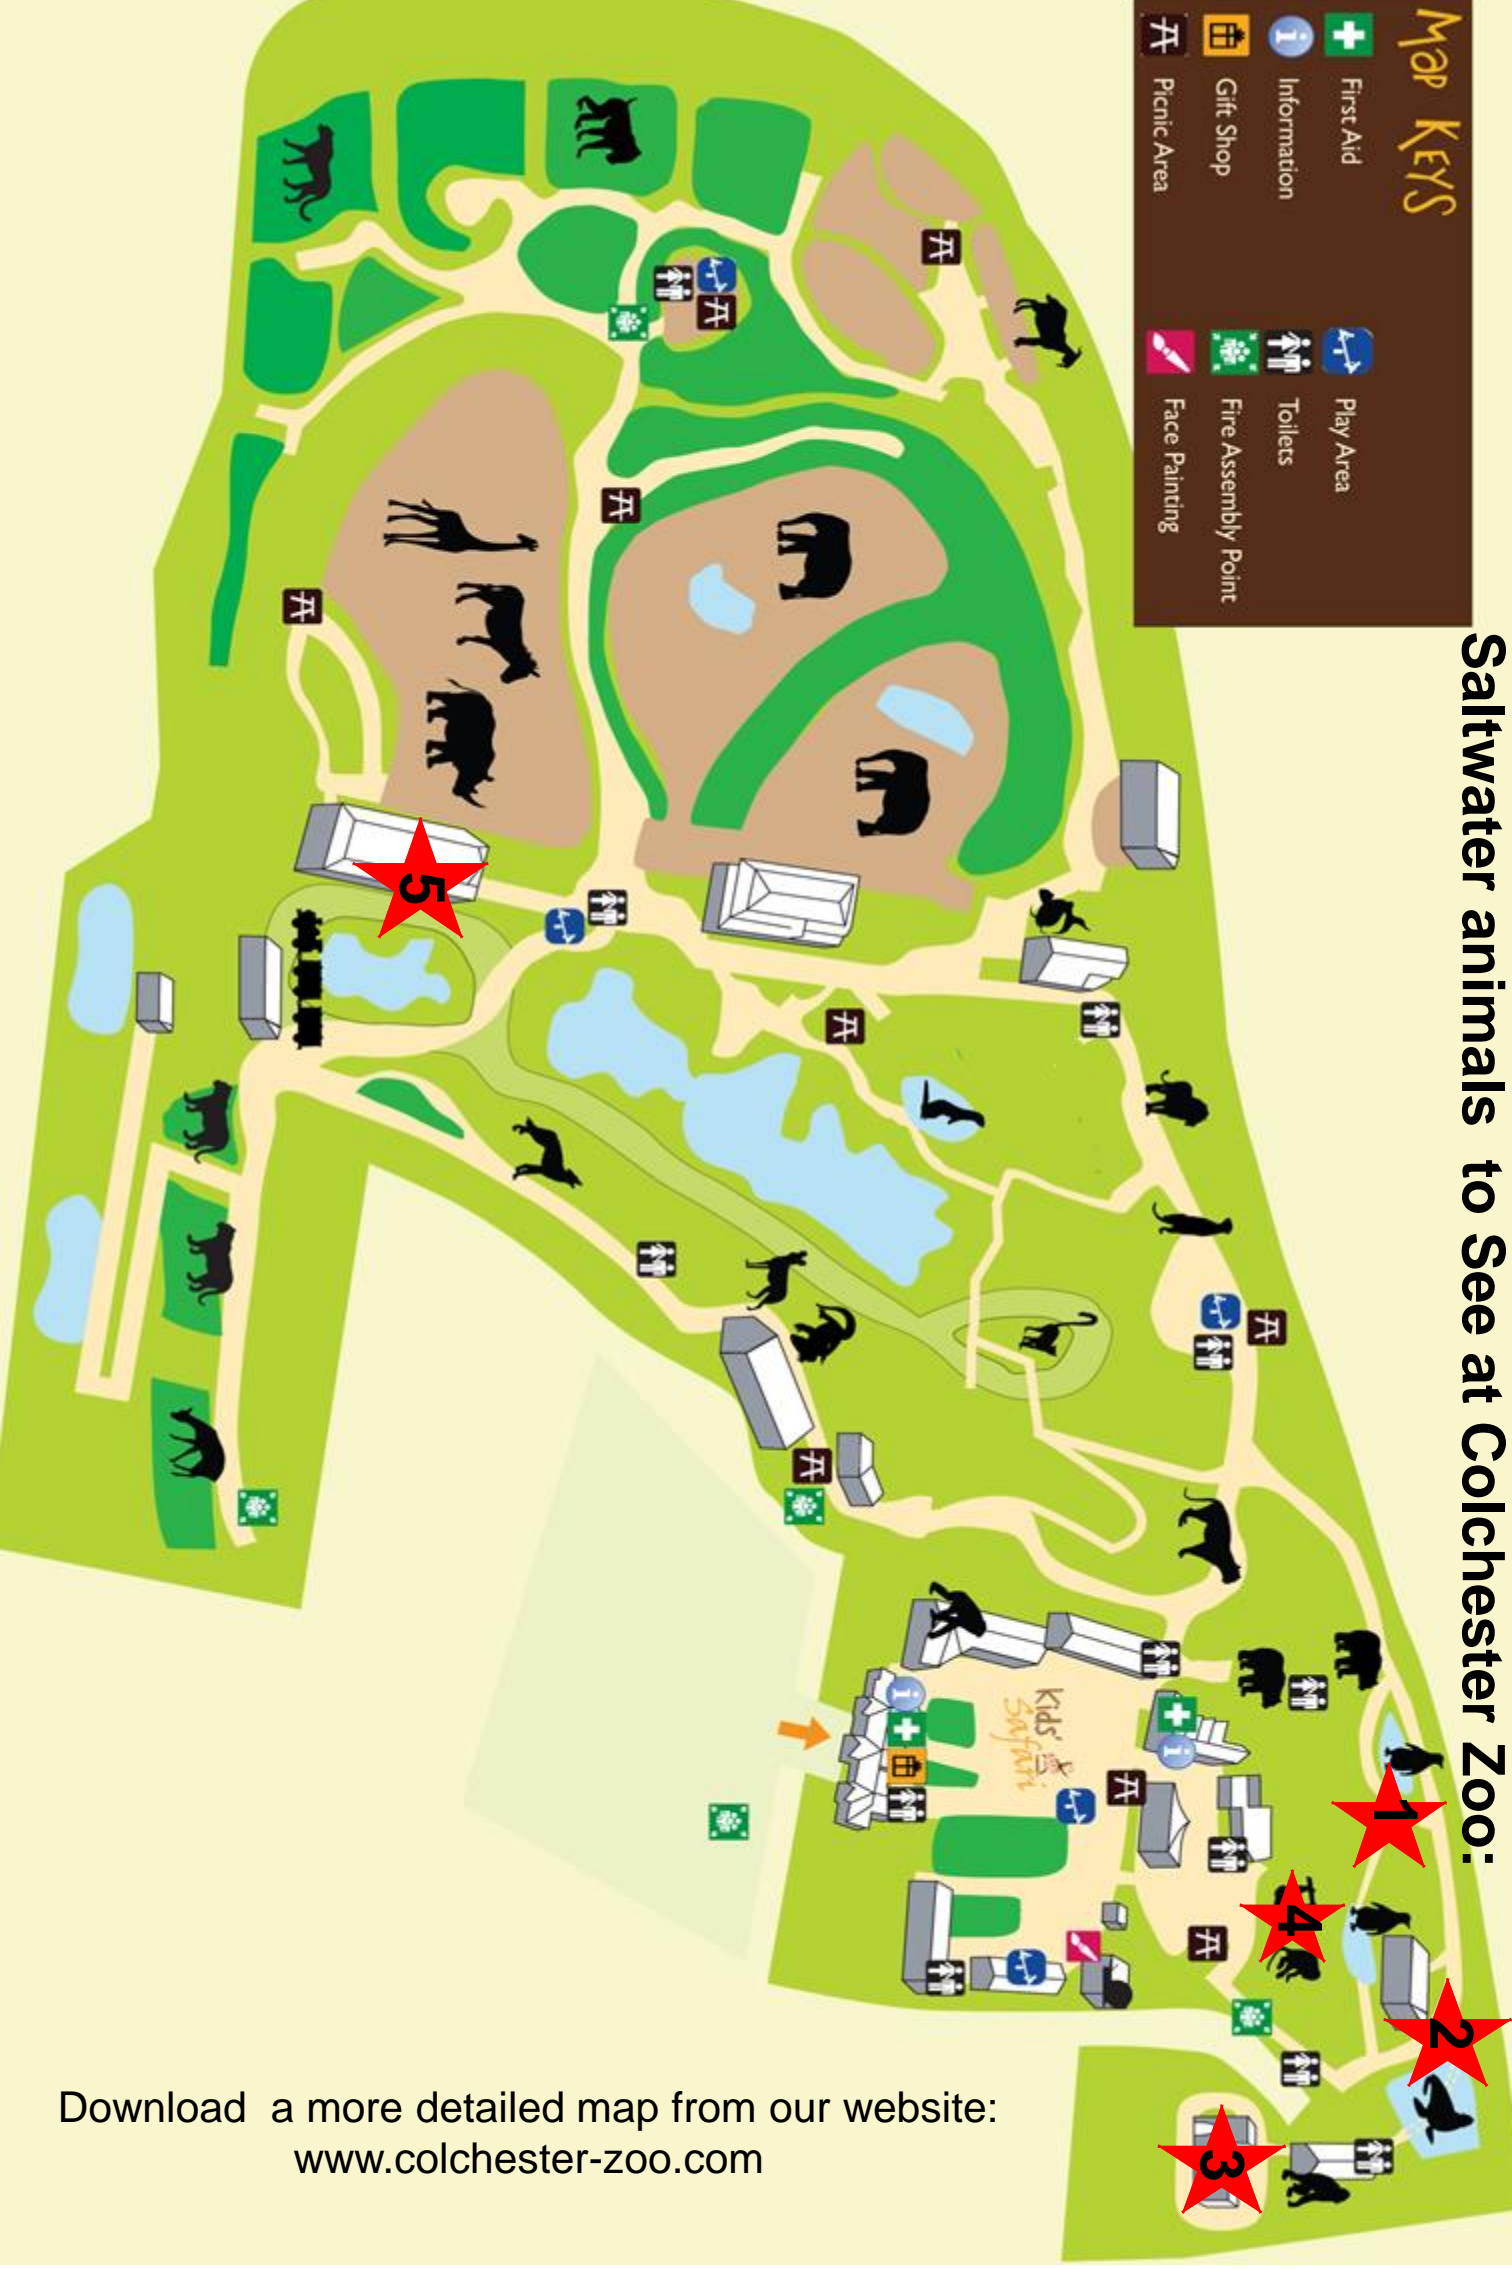 Saltwater animals to See at Colchester Zoo:
Map Keys
First Aid
Information
Gift Shop
Picnic Area
Play Area
Toilets
Fire Assembly Point
Face Painting
Kids'
Safari
1
2
3
4
5
Download a more detailed map from our website:
www.colchester-zoo.com